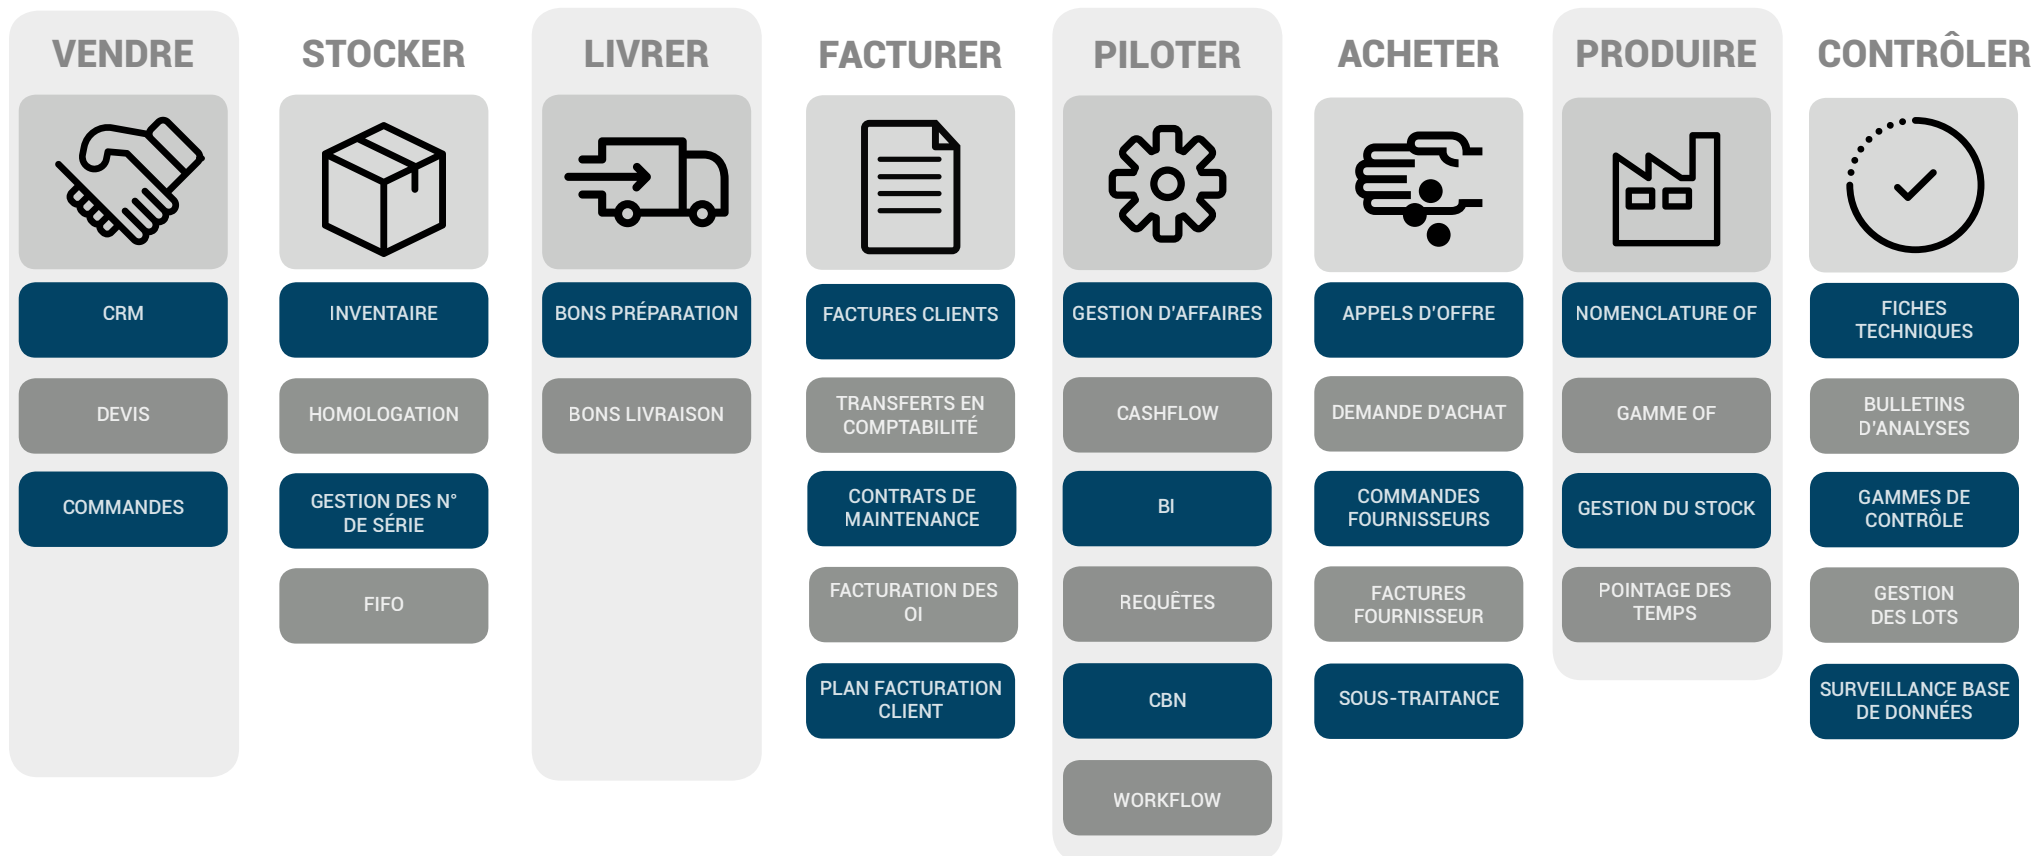 VENDRE
CRM
DEVIS
COMMANDES
STOCKER
INVENTAIRE
HOMOLOGATION
GESTION DES N°
DE SÉRIE
FIFO
LIVRER
BONS PRÉPARATION
BONS LIVRAISON
FACTURER
FACTURES CLIENTS
TRANSFERTS EN
COMPTABILITÉ
CONTRATS DE
MAINTENANCE
FACTURATION DES
OI
PLAN FACTURATION
CLIENT
PILOTER
GESTION D'AFFAIRES
CASHFLOW
BI
REQUÊTES
CBN
WORKFLOW
ACHETER
APPELS D'OFFRE
DEMANDE D'ACHAT
COMMANDES
FOURNISSEURS
FACTURES
FOURNISSEUR
SOUS-TRAITANCE
PRODUIRE
NOMENCLATURE OF
GAMME OF
GESTION DU STOCK
POINTAGE DES
TEMPS
CONTRÔLER
FICHES
TECHNIQUES
BULLETINS
D'ANALYSES
GAMMES DE
CONTRÔLE
GESTION
DES LOTS
SURVEILLANCE BASE
DE DONNÉES